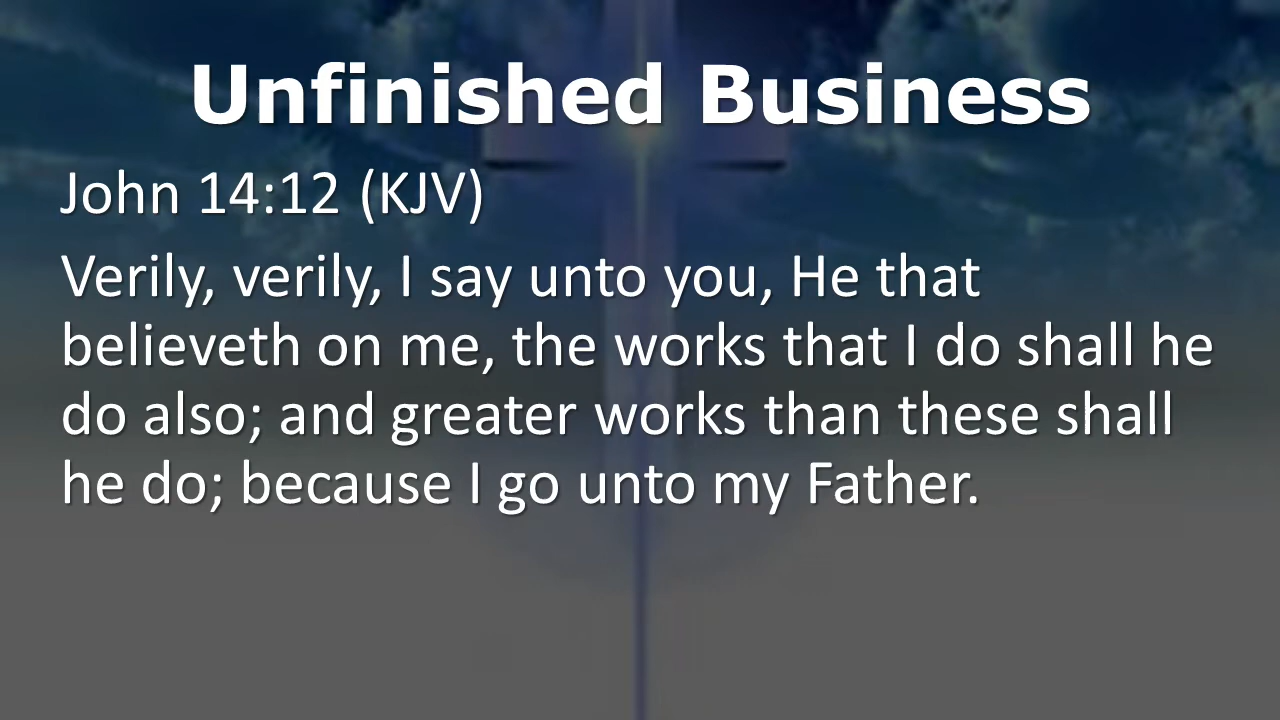 Unfinished Business
John 14:12 (KJV)
Verily, verily, I say unto you, He that
believeth on me, the works that I do shall he
do also; and greater works than these shall
he do; because I go unto my Father.